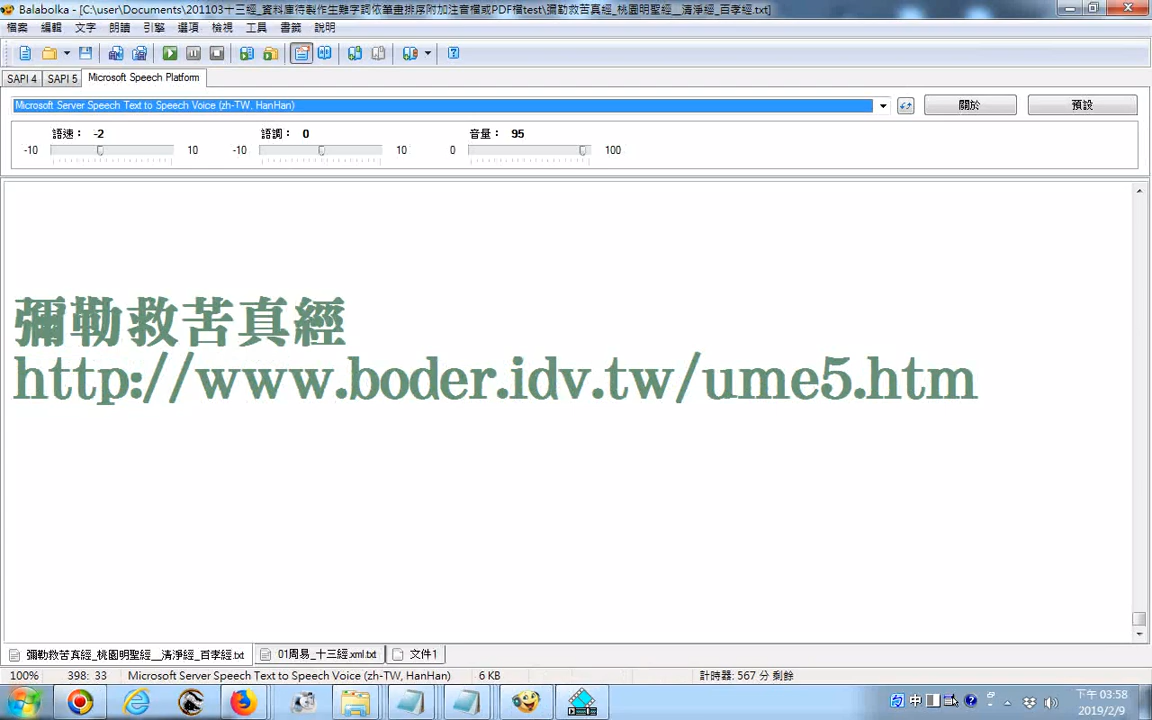 Balabolka - [C:\user\Documents\201103十三經_資料庫待製作生難字詞依筆畫排序附加注音檔或PDF檔test\彌勒救苦真經_桃園明聖經__清淨經_百孝經.txt]
檔案 編輯 文字 朗讀 引擎 選項 檢視 工具 書籤 說明
SAPI 4 SAPI 5 Microsoft Speech Platform
Microsoft Server Speech Text to Speech Voice (zh-TW, HanHan) 關於 預設
語速： -2 語調： 0 音量： 95
-10 10 -10 10 0 100
彌勒救苦真經
http://www.boder.idv.tw/ume5.htm
彌勒救苦真經_桃園明聖經__清淨經_百孝經.txt 01周易_十三經.xml.txt 文件1
100% 398: 33 Microsoft Server Speech Text to Speech Voice (zh-TW, HanHan) 6 KB 計時器: 567 分 剩餘
中 下午 03:58
2019/2/9